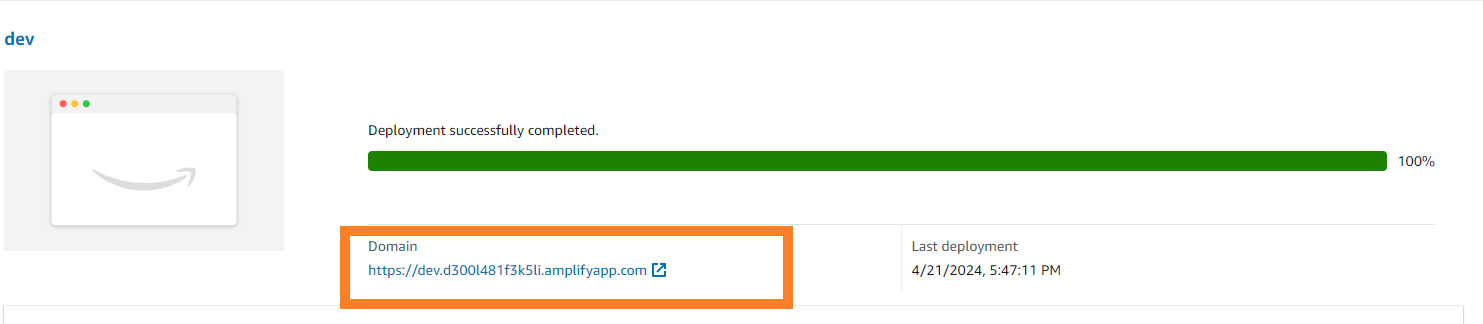 dev
Deployment successfully completed.
100%
Domain
https://dev.d300l481f3k5li.amplifyapp.com
Last deployment
4/21/2024, 5:47:11 PM